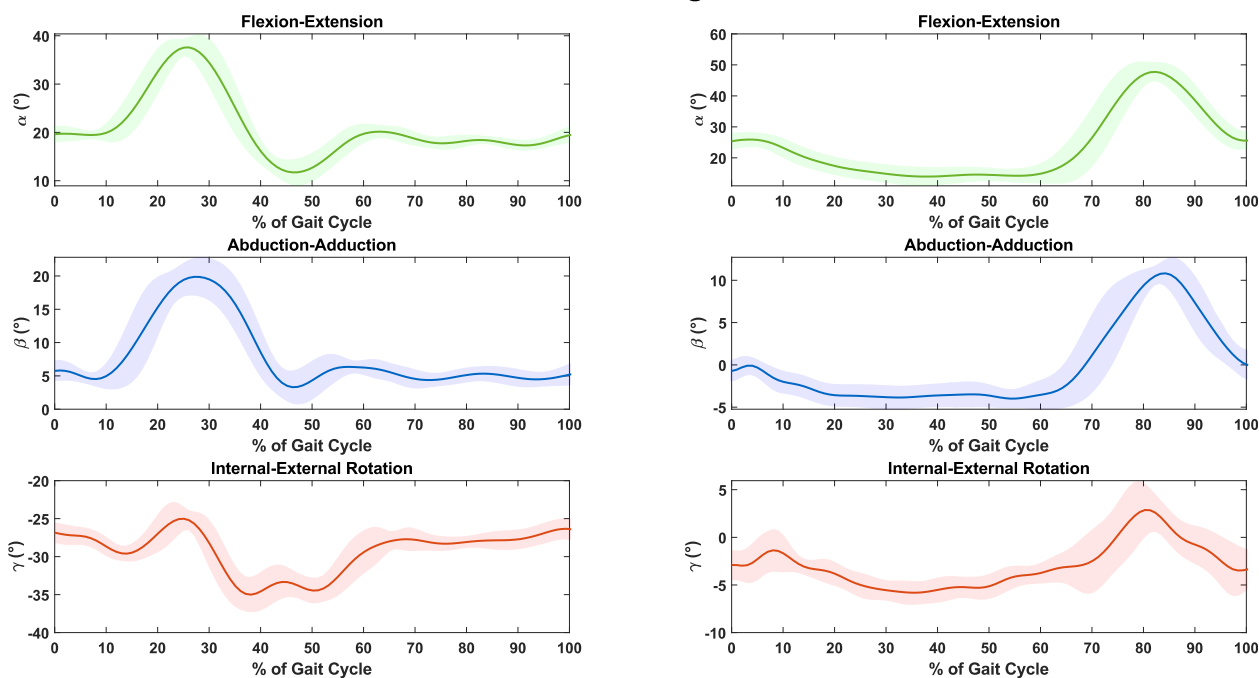 Flexion-Extension
40
30
20
10
α (°)
0 10 20 30 40 50 60 70 80 90 100
% of Gait Cycle
Abduction-Adduction
20
15
10
5
0
β (°)
0 10 20 30 40 50 60 70 80 90 100
% of Gait Cycle
Internal-External Rotation
-20
-25
-30
-35
-40
γ (°)
0 10 20 30 40 50 60 70 80 90 100
% of Gait Cycle
Flexion-Extension
60
50
40
30
20
α (°)
0 10 20 30 40 50 60 70 80 90 100
% of Gait Cycle
Abduction-Adduction
10
5
0
-5
β (°)
0 10 20 30 40 50 60 70 80 90 100
% of Gait Cycle
Internal-External Rotation
5
0
-5
-10
γ (°)
0 10 20 30 40 50 60 70 80 90 100
% of Gait Cycle